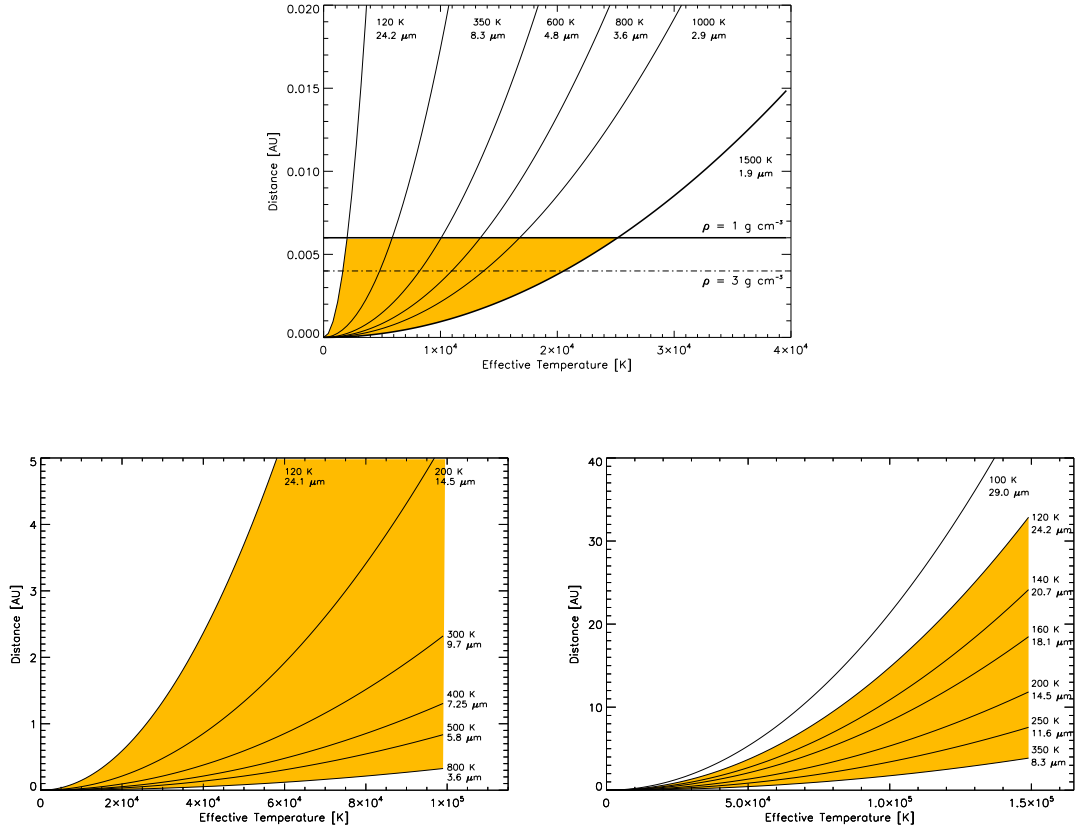 0.020
0.015
0.010
0.005
0.000
Distance [AU]
120 K
24.2 μm
350 K
8.3 μm
600 K
4.8 μm
800 K
3.6 μm
1000 K
2.9 μm
1500 K
1.9 μm
ρ = 1 g cm⁻³
ρ = 3 g cm⁻³
0
1×10⁴
2×10⁴
3×10⁴
4×10⁴
Effective Temperature [K]
5
4
3
2
1
0
Distance [AU]
120 K
24.1 μm
200 K
14.5 μm
300 K
9.7 μm
400 K
7.25 μm
500 K
5.8 μm
800 K
3.6 μm
0
2×10⁴
4×10⁴
6×10⁴
8×10⁴
1×10⁵
Effective Temperature [K]
40
30
20
10
0
Distance [AU]
100 K
29.0 μm
120 K
24.2 μm
140 K
20.7 μm
160 K
18.1 μm
200 K
14.5 μm
250 K
11.6 μm
350 K
8.3 μm
0
5.0×10⁴
1.0×10⁵
1.5×10⁵
Effective Temperature [K]